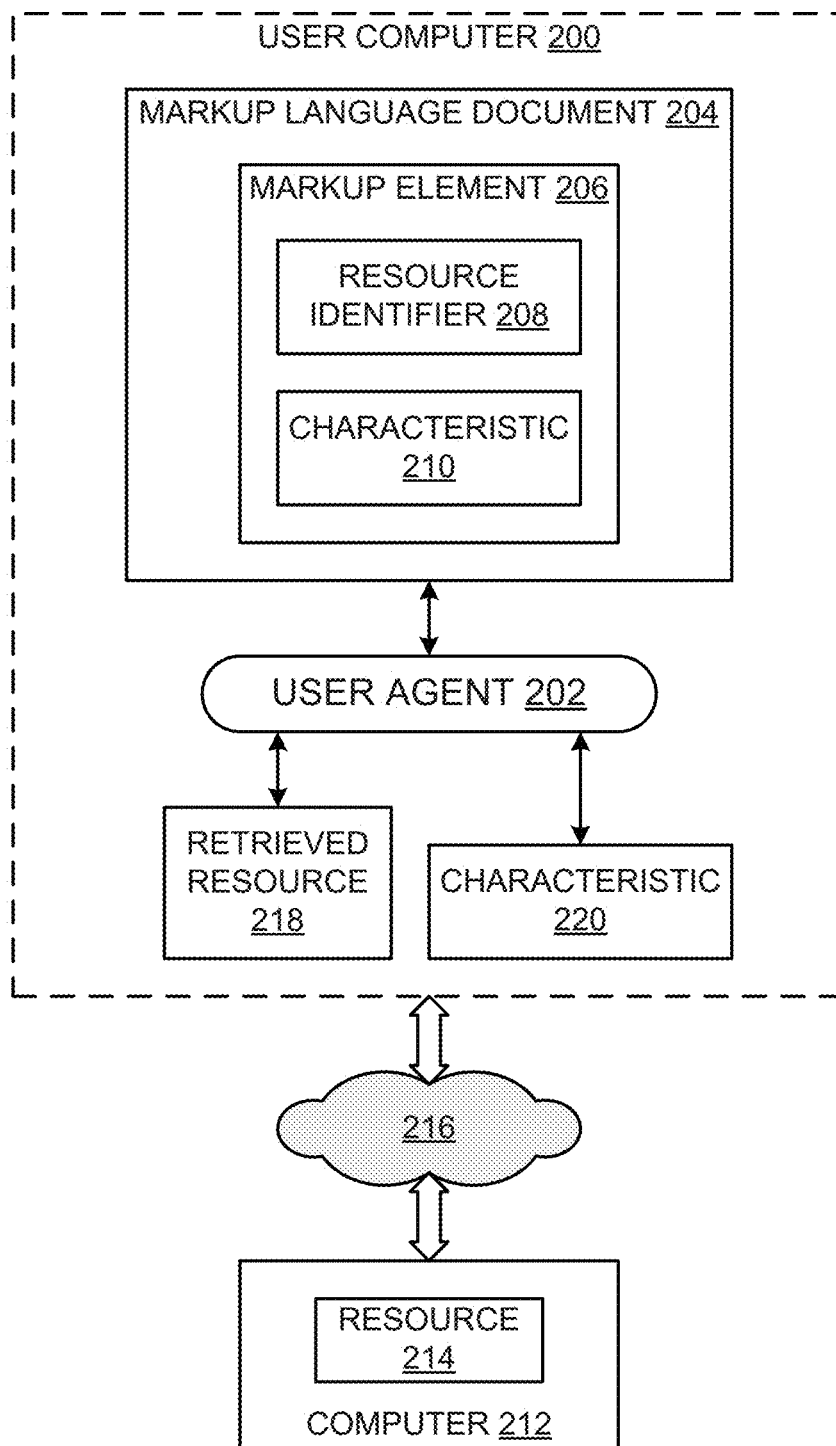 USER COMPUTER 200
MARKUP LANGUAGE DOCUMENT 204
MARKUP ELEMENT 206
RESOURCE
IDENTIFIER 208
CHARACTERISTIC
210
USER AGENT 202
RETRIEVED
RESOURCE
218
CHARACTERISTIC
220
216
RESOURCE
214
COMPUTER 212